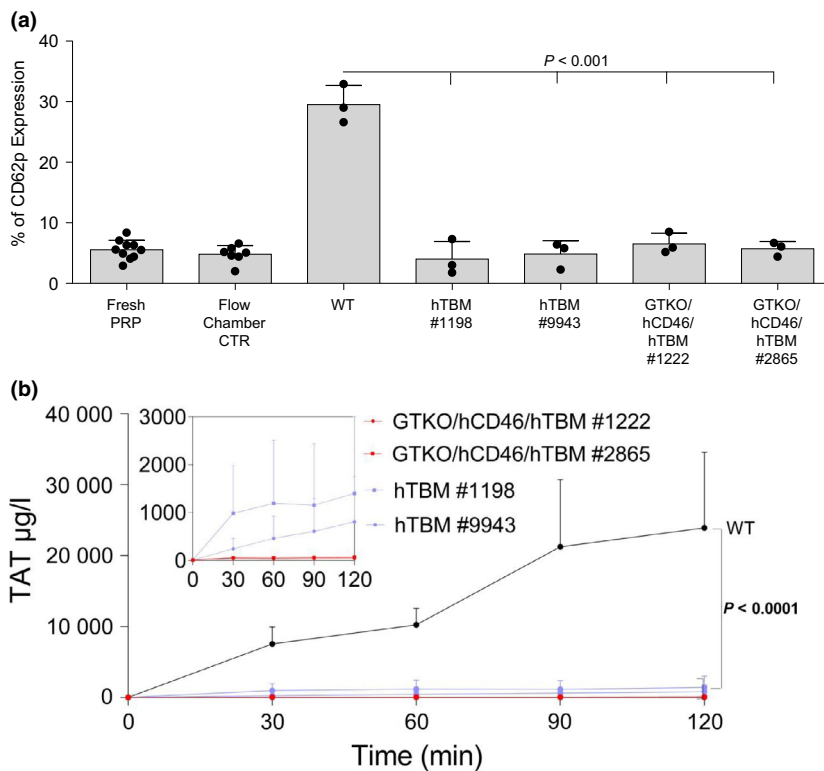 (a)
40
30
20
10
0
% of CD62p Expression
P < 0.001
Fresh
PRP
Flow
Chamber
CTR
WT
hTBM
#1198
hTBM
#9943
GTKO/
hCD46/
hTBM
#1222
GTKO/
hCD46/
hTBM
#2865
(b)
40 000
30 000
20 000
10 000
0
TAT µg/l
3000
2000
1000
0
0 30 60 90 120
GTKO/hCD46/hTBM #1222
GTKO/hCD46/hTBM #2865
hTBM #1198
hTBM #9943
WT
P < 0.0001
0 30 60 90 120
Time (min)